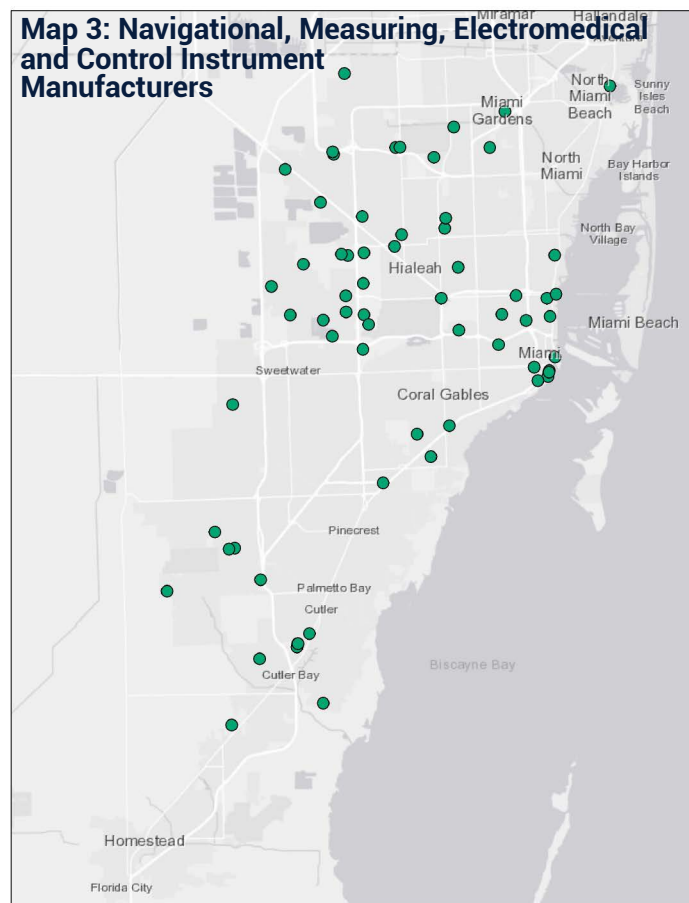 Map 3: Navigational, Measuring, Electromedical
and Control Instrument
Manufacturers
Miramar
Hallandale
Aventura
North
Miami
Beach
Sunny
Isles
Beach
Miami
Gardens
North
Miami
Bay Harbor
Islands
North Bay
Village
Hialeah
Miami Beach
Miami
Sweetwater
Coral Gables
Pinecrest
Palmetto Bay
Cutler
Biscayne Bay
Cutler Bay
Homestead
Florida City